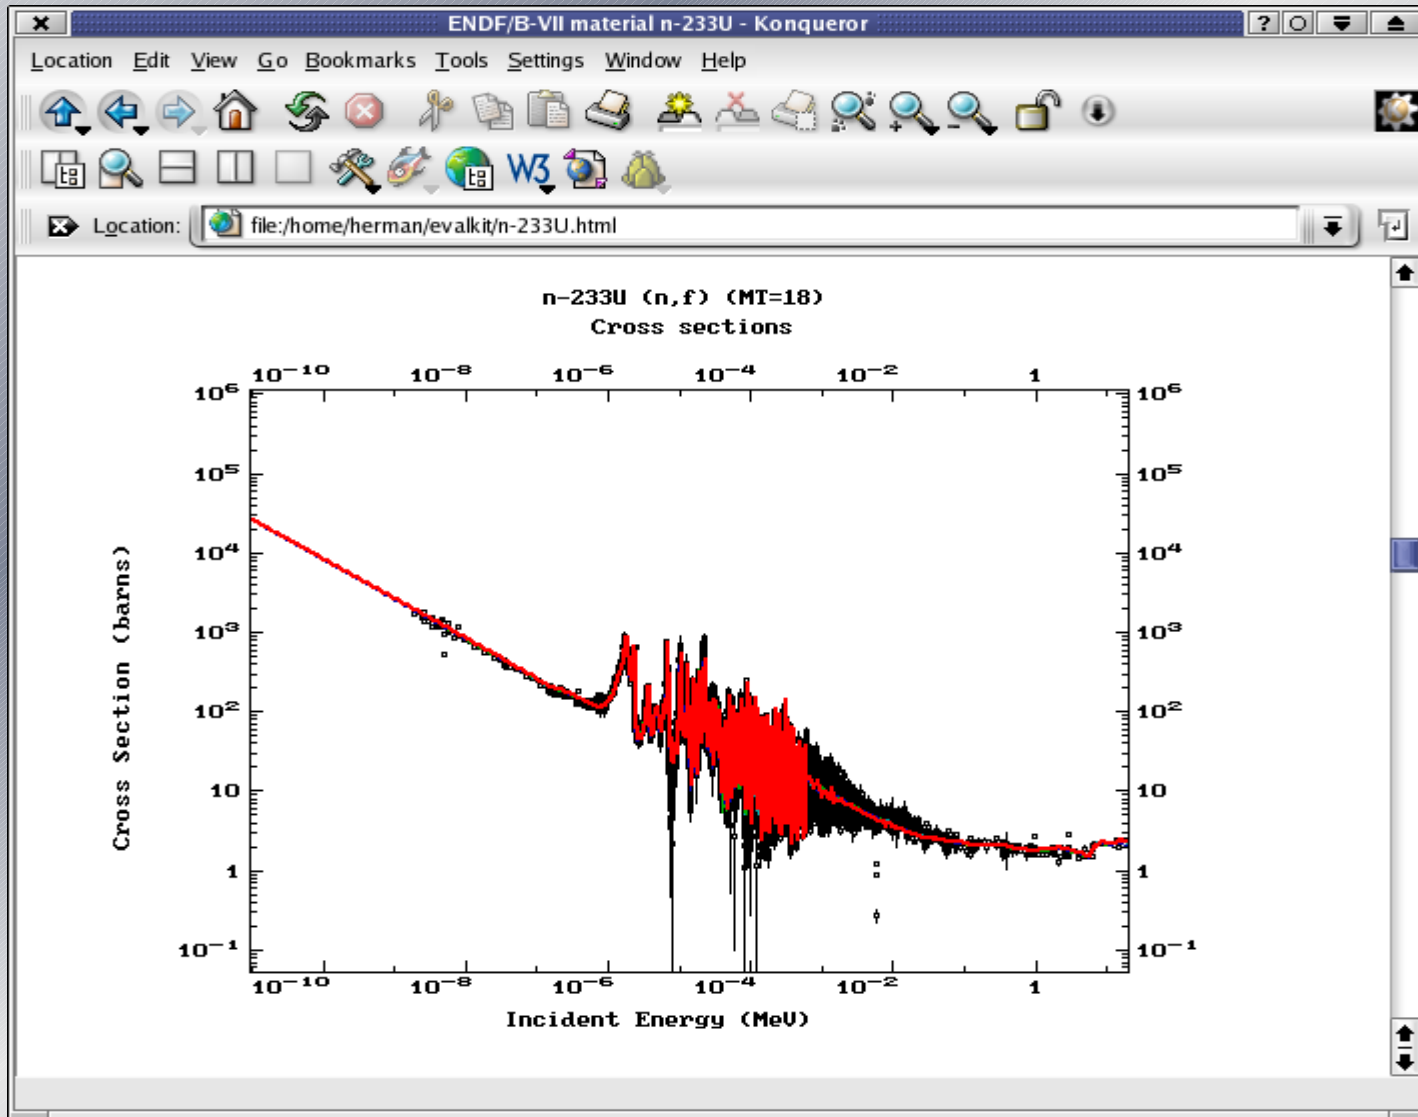 ENDF/B-VII material n-233U - Konqueror
Location Edit View Go Bookmarks Tools Settings Window Help
W3
Location: file:/home/herman/evalkit/n-233U.html
n-233U (n,f) (MT=18)
Cross sections
10⁻¹⁰ 10⁻⁸ 10⁻⁶ 10⁻⁴ 10⁻² 1
10⁶ 10⁶
10⁵ 10⁵
10⁴ 10⁴
10³ 10³
10² 10²
10 10
1 1
10⁻¹ 10⁻¹
Cross Section (barns)
10⁻¹⁰ 10⁻⁸ 10⁻⁶ 10⁻⁴ 10⁻² 1
Incident Energy (MeV)